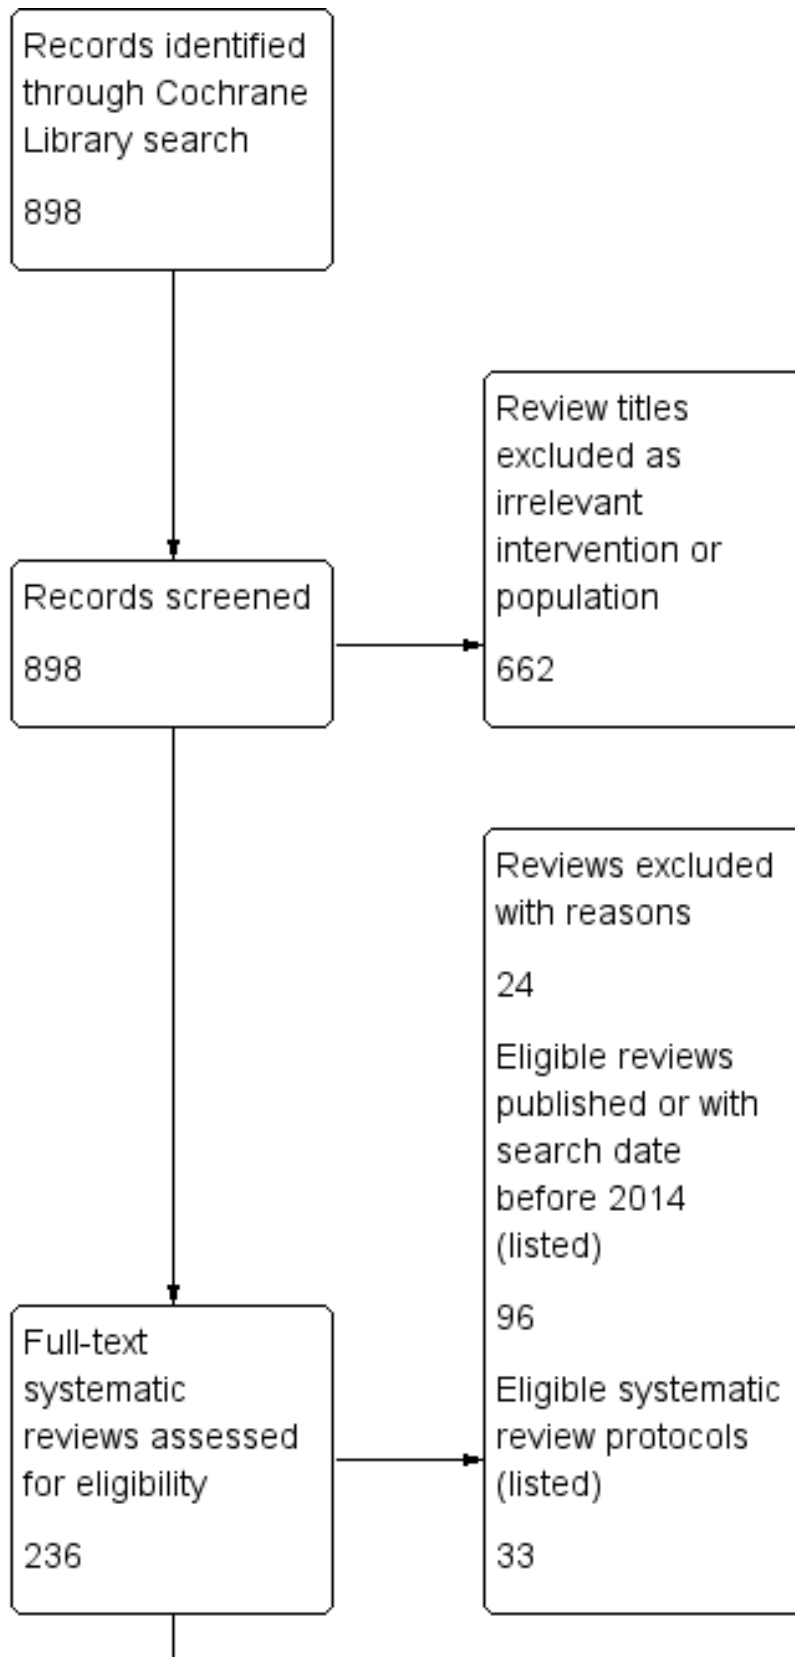 Records identified
through Cochrane
Library search
898
Review titles
excluded as
irrelevant
intervention or
population
662
Records screened
898
Reviews excluded
with reasons
24
Eligible reviews
published or with
search date
before 2014
(listed)
96
Eligible systematic
review protocols
(listed)
33
Full-text
systematic
reviews assessed
for eligibility
236